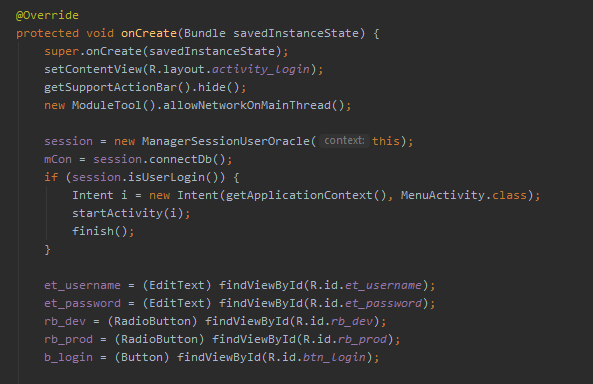 @Override
protected void onCreate(Bundle savedInstanceState) {
super.onCreate(savedInstanceState);
setContentView(R.layout.activity_login);
getSupportActionBar().hide();
new ModuleTool().allowNetworkOnMainThread();
session = new ManagerSessionUserOracle( context: this);
mCon = session.connectDb();
if (session.isUserLogin()) {
Intent i = new Intent(getApplicationContext(), MenuActivity.class);
startActivity(i);
finish();
}
et_username = (EditText) findViewById(R.id.et_username);
et_password = (EditText) findViewById(R.id.et_password);
rb_dev = (RadioButton) findViewById(R.id.rb_dev);
rb_prod = (RadioButton) findViewById(R.id.rb_prod);
b_login = (Button) findViewById(R.id.btn_login);